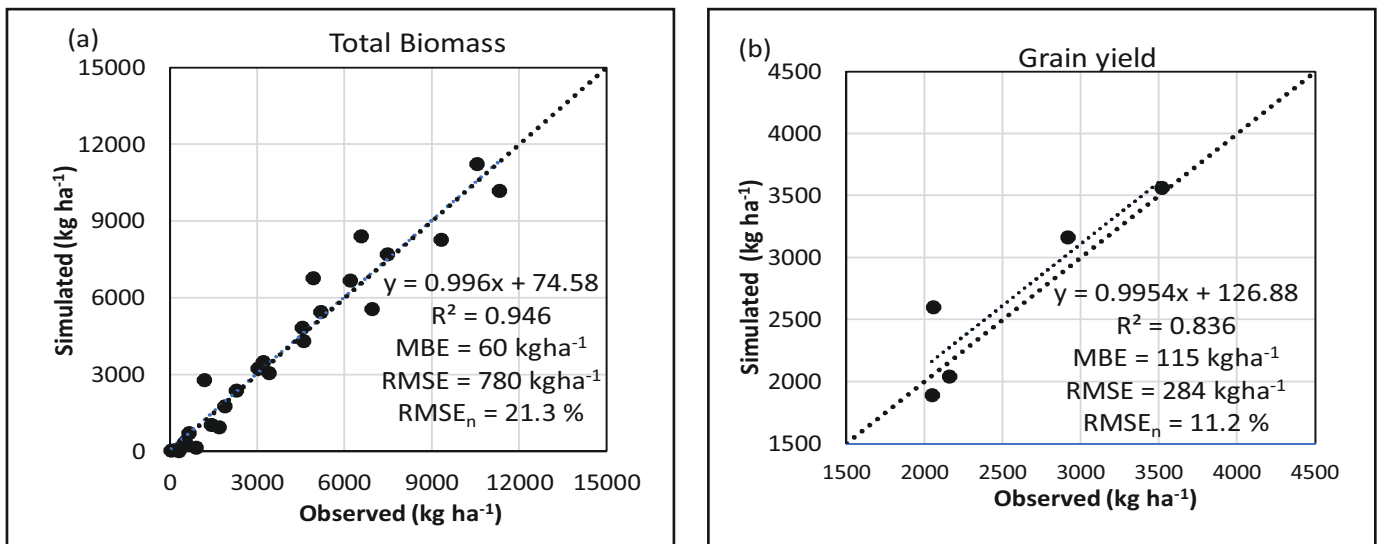 (a)
Total Biomass
15000
12000
9000
6000
3000
0
Simulated (kg ha⁻¹)
y = 0.996x + 74.58
R² = 0.946
MBE = 60 kgha⁻¹
RMSE = 780 kgha⁻¹
RMSEₙ = 21.3 %
0 3000 6000 9000 12000 15000
Observed (kg ha⁻¹)
(b)
Grain yield
4500
4000
3500
3000
2500
2000
1500
Simulated (kg ha⁻¹)
y = 0.9954x + 126.88
R² = 0.836
MBE = 115 kgha⁻¹
RMSE = 284 kgha⁻¹
RMSEₙ = 11.2 %
1500 2000 2500 3000 3500 4000 4500
Observed (kg ha⁻¹)